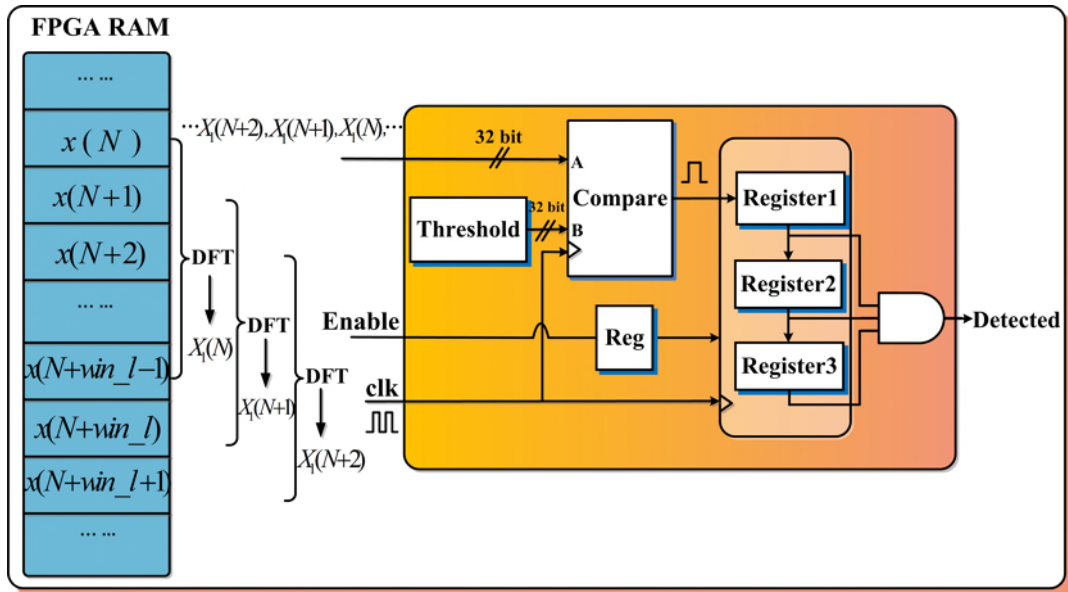 FPGA RAM
... ...
x(N)
x(N+1)
x(N+2)
... ...
x(N+win_l−1)
x(N+win_l)
x(N+win_l+1)
... ...
DFT
X₁(N)
DFT
X₁(N+1)
DFT
X₁(N+2)
···X₁(N+2),X₁(N+1),X₁(N),···
32 bit
A
Compare
Threshold
32 bit
B
Enable
Reg
clk
Register1
Register2
Register3
Detected